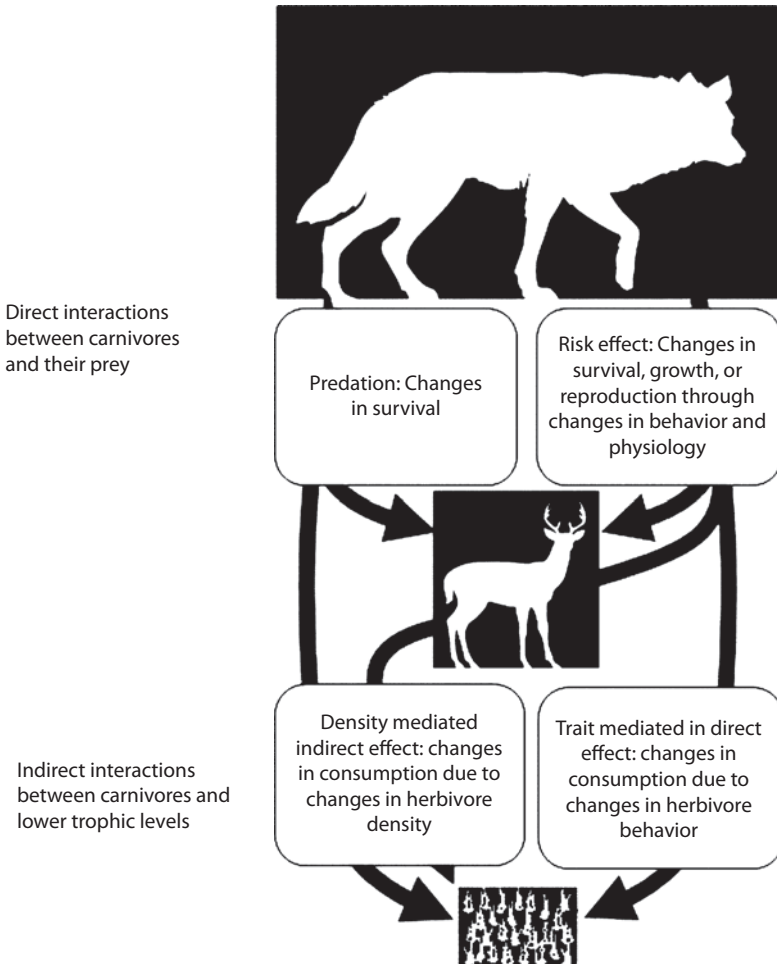 Direct interactions
between carnivores
and their prey
Predation: Changes
in survival
Risk effect: Changes in
survival, growth, or
reproduction through
changes in behavior and
physiology
Indirect interactions
between carnivores and
lower trophic levels
Density mediated
indirect effect: changes
in consumption due to
changes in herbivore
density
Trait mediated in direct
effect: changes in
consumption due to
changes in herbivore
behavior